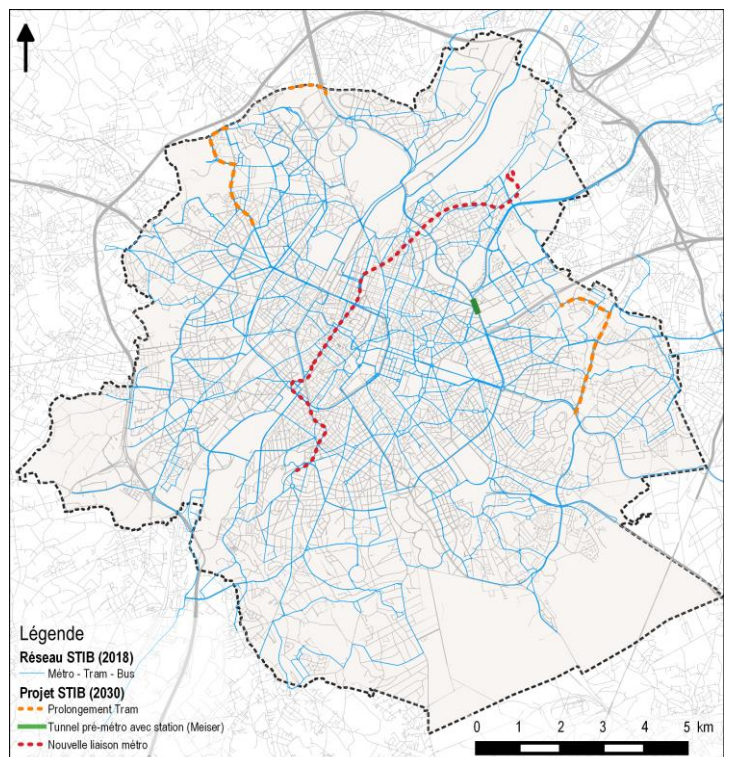 Légende
Réseau STIB (2018)
Métro - Tram - Bus
Projet STIB (2030)
Prolongement Tram
Tunnel pré-métro avec station (Meiser)
Nouvelle liaison métro
0 1 2 3 4 5 km